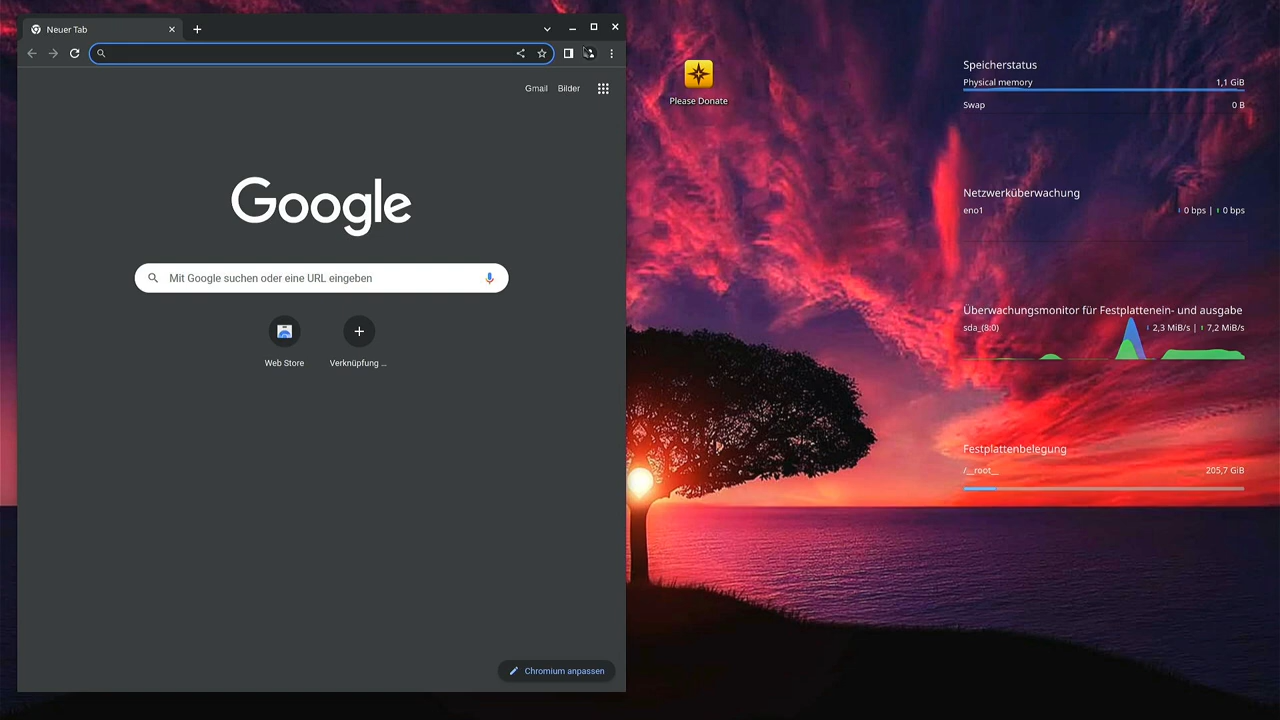 Neuer Tab
Gmail Bilder
Google
Mit Google suchen oder eine URL eingeben
Web Store Verknüpfung ...
Chromium anpassen
Please Donate
Speicherstatus
Physical memory 1,1 GiB
Swap 0 B
Netzwerküberwachung
eno1 0 bps | 0 bps
Überwachungsmonitor für Festplattenein- und ausgabe
sda_(8:0) 2,3 MiB/s | 7,2 MiB/s
Festplattenbelegung
/__root__ 205,7 GiB